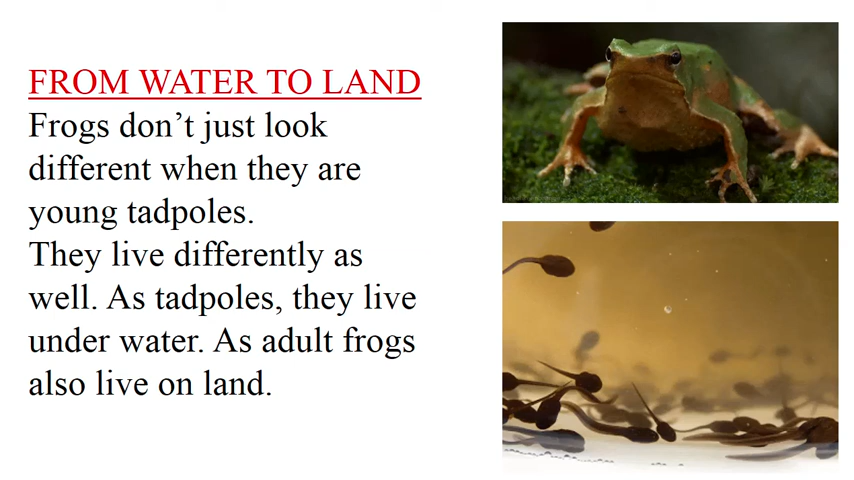 FROM WATER TO LAND
Frogs don’t just look
different when they are
young tadpoles.
They live differently as
well. As tadpoles, they live
under water. As adult frogs
also live on land.